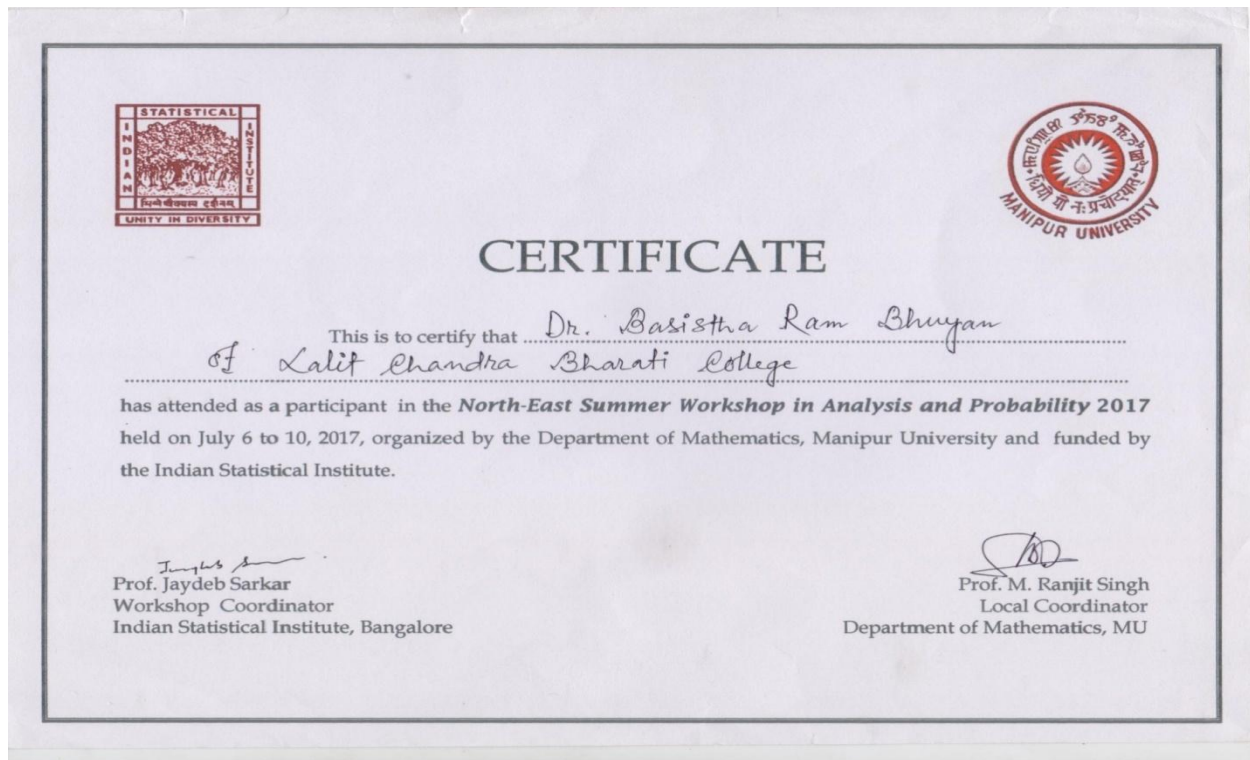 STATISTICAL
INDIAN
INSTITUTE
UNITY IN DIVERSITY
MANIPUR UNIVERSITY
CERTIFICATE
This is to certify that Dr. Basistha Ram Bhuyan
of Lalit Chandra Bharati College
has attended as a participant in the North-East Summer Workshop in Analysis and Probability 2017
held on July 6 to 10, 2017, organized by the Department of Mathematics, Manipur University and funded by
the Indian Statistical Institute.
Prof. Jaydeb Sarkar
Workshop Coordinator
Indian Statistical Institute, Bangalore
Prof. M. Ranjit Singh
Local Coordinator
Department of Mathematics, MU